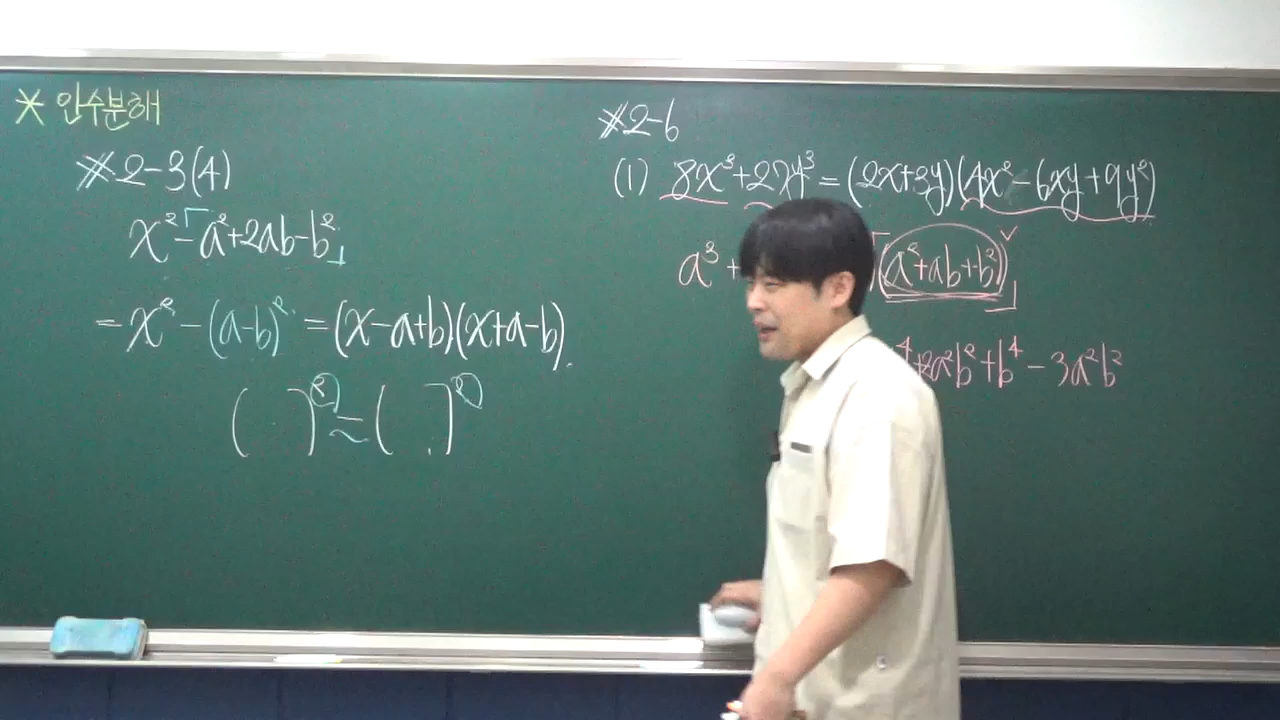 * 인수분해
※2-3(4)
x²-a²+2ab-b²
=x²-(a-b)²=(x-a+b)(x+a-b).
( )²-( )²
※2-6
(1) 8x³+27y³=(2x+3y)(4x²-6xy+9y²)
a³+ (a²+ab+b²)
⁴+2a²b²+b⁴-3a²b²